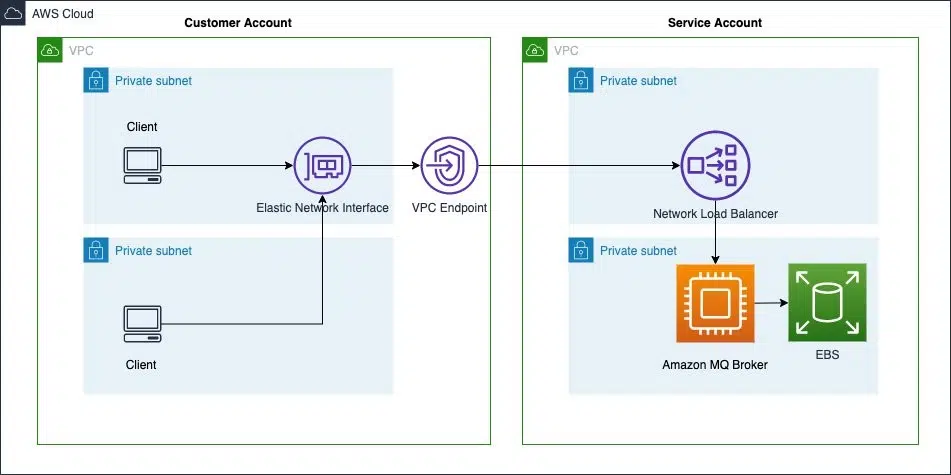 AWS Cloud
Customer Account
Service Account
VPC
Private subnet
Client
Elastic Network Interface
VPC Endpoint
Private subnet
Client
VPC
Private subnet
Network Load Balancer
Private subnet
Amazon MQ Broker
EBS